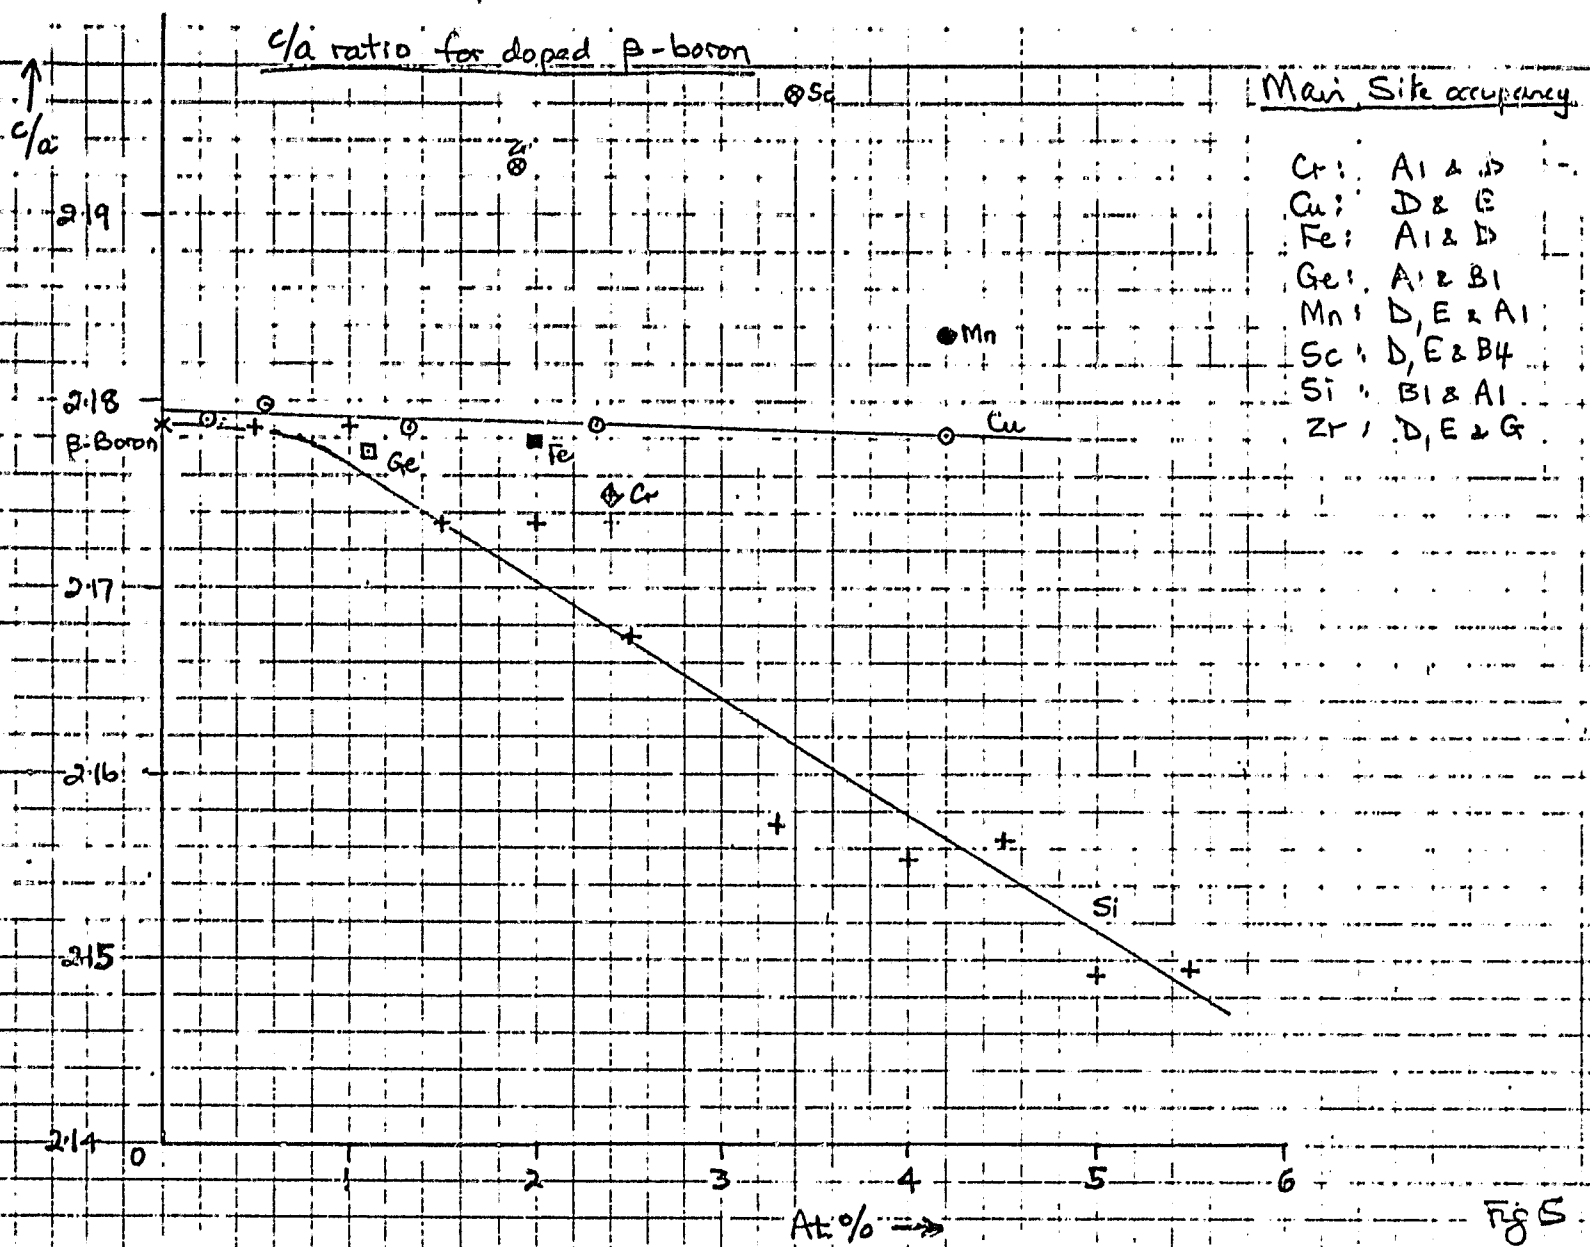 c/a ratio for doped β-boron
c/a
Main Site occupancy
Cr: A1 & D
Cu: D & E
Fe: A1 & D
Ge: A1 & B1
Mn: D, E & A1
Sc: D, E & B4
Si: B1 & A1
Zr: D, E & G
Sc
Zr
2.19
Mn
2.18
β-Boron
Cu
Ge
Fe
Cr
2.17
2.16
Si
2.15
2.14
0 1 2 3 4 5 6
At.% →
Fig 5